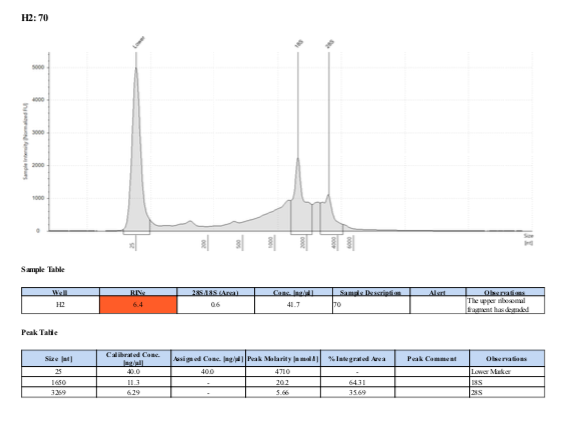 H2: 70
Lower
18S
28S
Sample Intensity [Normalized FU]
5000
4000
3000
2000
1000
0
25
200
500
1000
2000
4000
6000
Size
[nt]
Sample Table
Well RINe 28S/18S (Area) Conc. [ng/µl] Sample Description Alert Observations
H2 6.4 0.6 41.7 70 The upper ribosomal
fragment has degraded
Peak Table
Size [nt] Calibrated Conc. [ng/µl] Assigned Conc. [ng/µl] Peak Molarity [nmol/l] % Integrated Area Peak Comment Observations
25 40.0 40.0 4710 - Lower Marker
1650 11.3 - 20.2 64.31 18S
3269 6.29 - 5.66 35.69 28S